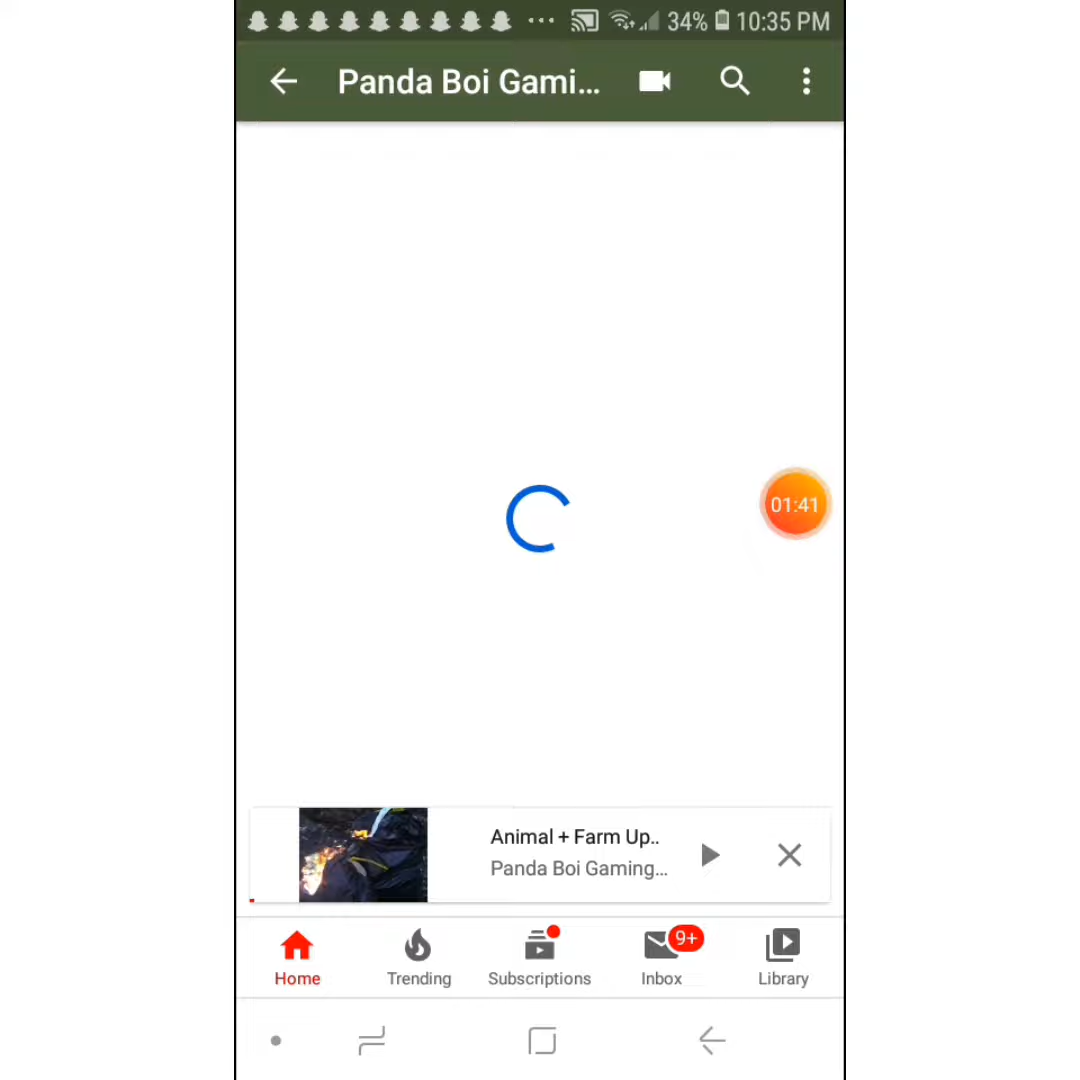 34% 10:35 PM
Panda Boi Gami...
01:41
Animal + Farm Up..
Panda Boi Gaming...
9+
Home Trending Subscriptions Inbox Library